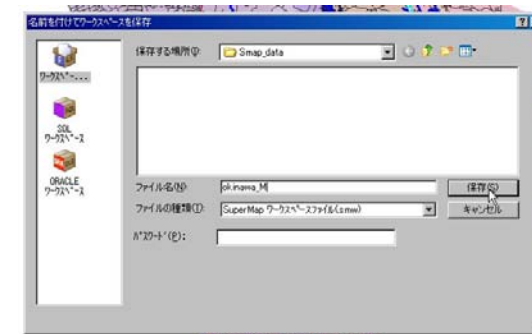 名前を付けてワークスペースを保存
ワークスペー...
SQL
ワークスペース
ORACLE
ワークスペース
保存する場所(I):
Smap_data
ファイル名(N):
okinawa_M
保存(S)
ファイルの種類(T):
SuperMap ワークスペースファイル(.smw)
キャンセル
パスワード(P):